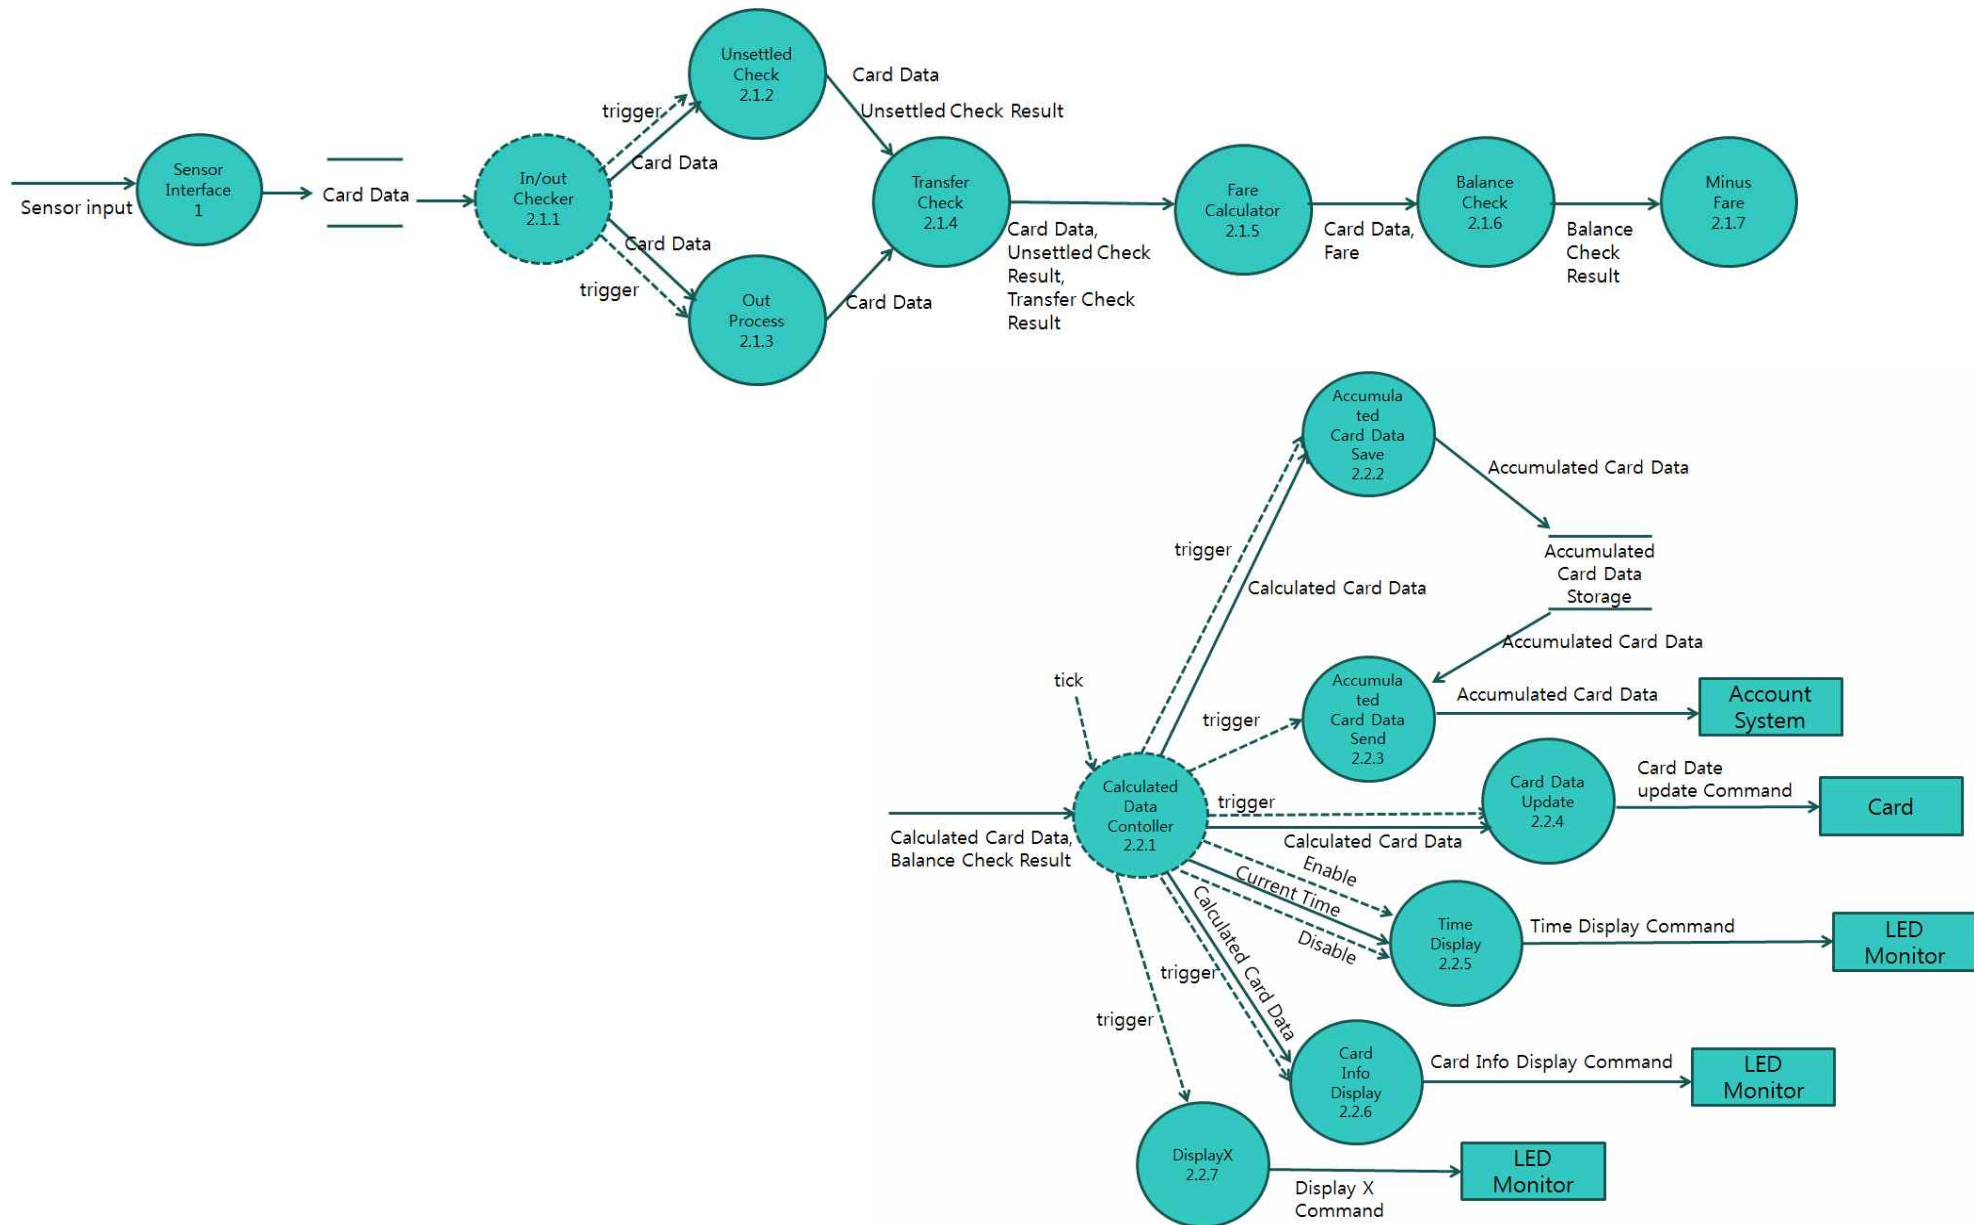 Sensor input
Sensor
Interface
1
Card Data
In/out
Checker
2.1.1
trigger
Card Data
Card Data
trigger
Unsettled
Check
2.1.2
Card Data
Unsettled Check Result
Out
Process
2.1.3
Card Data
Transfer
Check
2.1.4
Card Data,
Unsettled Check
Result,
Transfer Check
Result
Fare
Calculator
2.1.5
Card Data,
Fare
Balance
Check
2.1.6
Balance
Check
Result
Minus
Fare
2.1.7
Accumula
ted
Card Data
Save
2.2.2
Accumulated Card Data
trigger
Calculated Card Data
Accumulated
Card Data
Storage
Accumulated Card Data
tick
trigger
Accumula
ted
Card Data
Send
2.2.3
Accumulated Card Data
Account
System
Calculated Card Data,
Balance Check Result
Calculated
Data
Contoller
2.2.1
trigger
Calculated Card Data
Card Data
Update
2.2.4
Card Date
update Command
Card
Enable
Current Time
Disable
Time
Display
2.2.5
Time Display Command
LED
Monitor
Calculated Card Data
trigger
trigger
Card
Info
Display
2.2.6
Card Info Display Command
LED
Monitor
DisplayX
2.2.7
Display X
Command
LED
Monitor